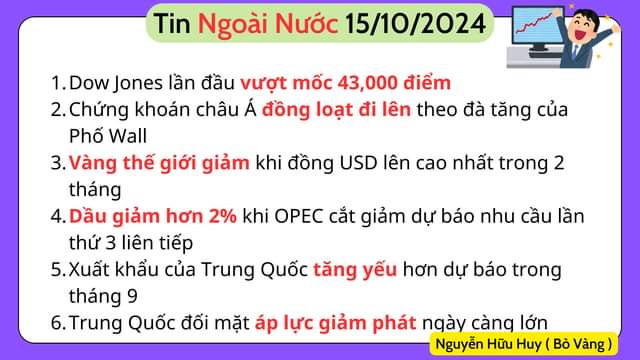 Tin Ngoài Nước 15/10/2024
1. Dow Jones lần đầu vượt mốc 43,000 điểm
2. Chứng khoán châu Á đồng loạt đi lên theo đà tăng của
Phố Wall
3. Vàng thế giới giảm khi đồng USD lên cao nhất trong 2
tháng
4. Dầu giảm hơn 2% khi OPEC cắt giảm dự báo nhu cầu lần
thứ 3 liên tiếp
5. Xuất khẩu của Trung Quốc tăng yếu hơn dự báo trong
tháng 9
6. Trung Quốc đối mặt áp lực giảm phát ngày càng lớn
Nguyễn Hữu Huy ( Bò Vàng )